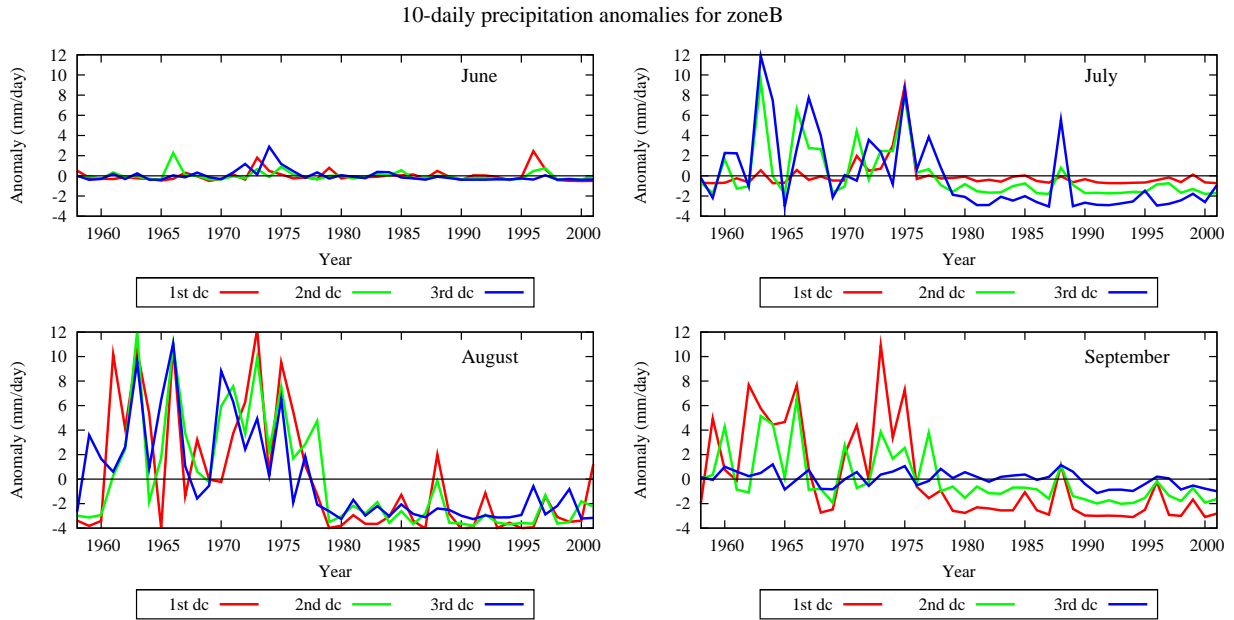 10-daily precipitation anomalies for zoneB
12
10
8
6
4
2
0
-2
-4
Anomaly (mm/day)
June
1960 1965 1970 1975 1980 1985 1990 1995 2000
Year
1st dc 2nd dc 3rd dc
12
10
8
6
4
2
0
-2
-4
Anomaly (mm/day)
July
1960 1965 1970 1975 1980 1985 1990 1995 2000
Year
1st dc 2nd dc 3rd dc
12
10
8
6
4
2
0
-2
-4
Anomaly (mm/day)
August
1960 1965 1970 1975 1980 1985 1990 1995 2000
Year
1st dc 2nd dc 3rd dc
12
10
8
6
4
2
0
-2
-4
Anomaly (mm/day)
September
1960 1965 1970 1975 1980 1985 1990 1995 2000
Year
1st dc 2nd dc 3rd dc